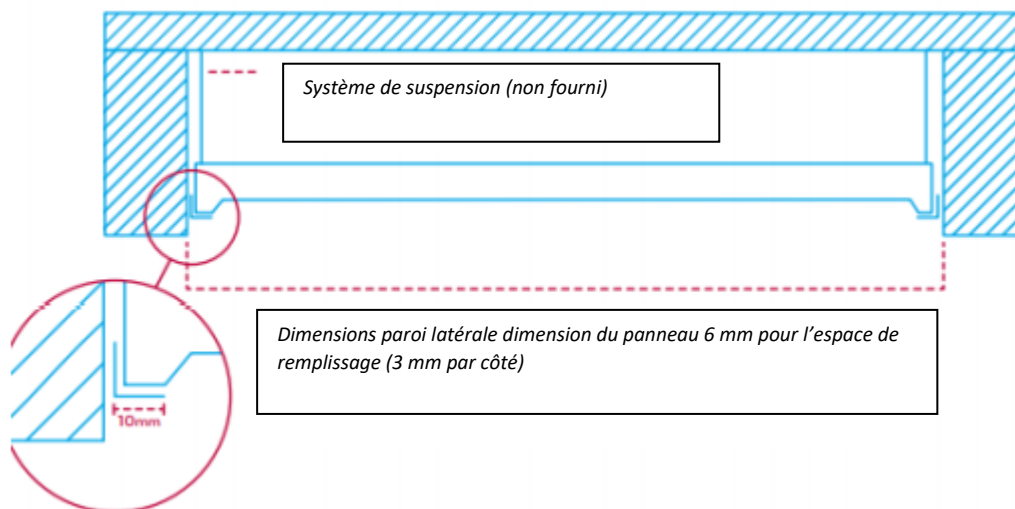 Système de suspension (non fourni)
Dimensions paroi latérale dimension du panneau 6 mm pour l’espace de
remplissage (3 mm par côté)
10mm